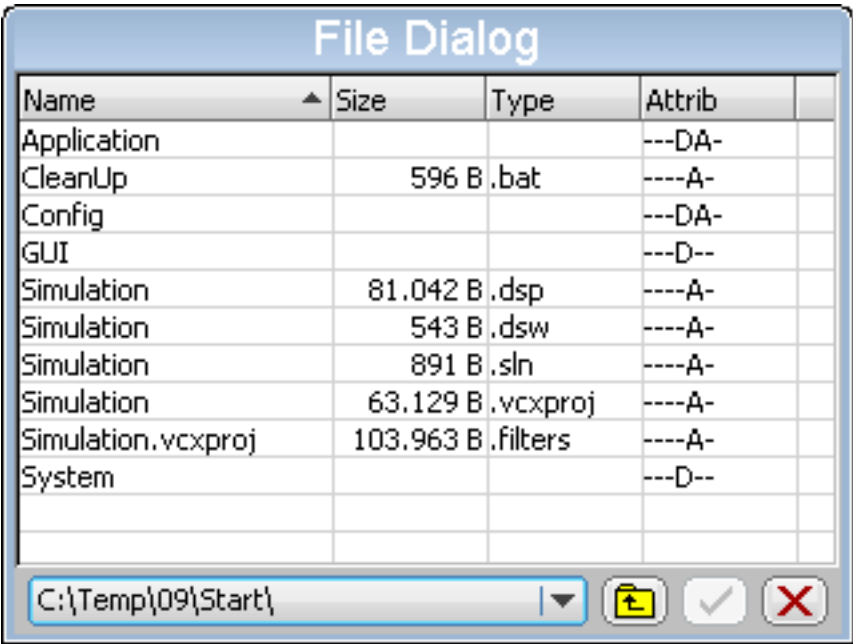 File Dialog
Name Size Type Attrib
Application ---DA-
CleanUp 596 B .bat ----A-
Config ---DA-
GUI ---D--
Simulation 81.042 B .dsp ----A-
Simulation 543 B .dsw ----A-
Simulation 891 B .sln ----A-
Simulation 63.129 B .vcxproj ----A-
Simulation.vcxproj 103.963 B .filters ----A-
System ---D--
C:\Temp\09\Start\